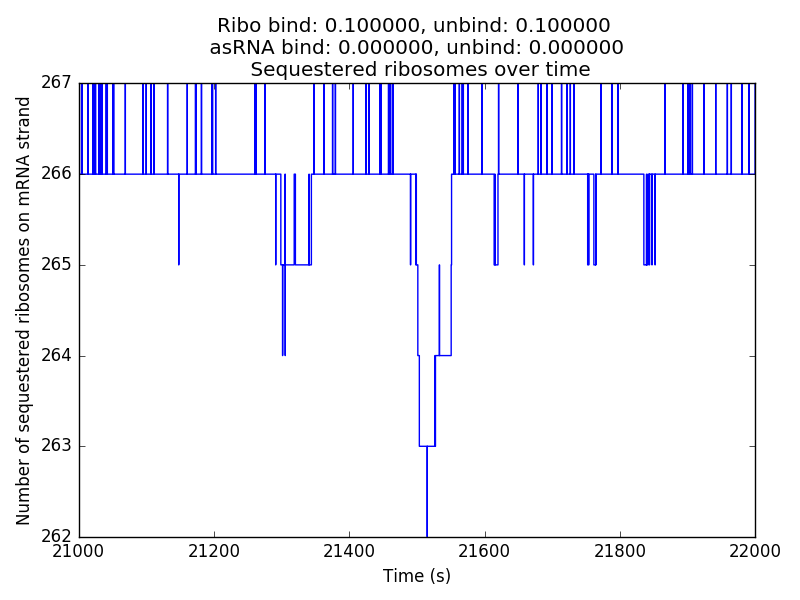 Ribo bind: 0.100000, unbind: 0.100000
asRNA bind: 0.000000, unbind: 0.000000
Sequestered ribosomes over time
Number of sequestered ribosomes on mRNA strand
267
266
265
264
263
262
21000 21200 21400 21600 21800 22000
Time (s)